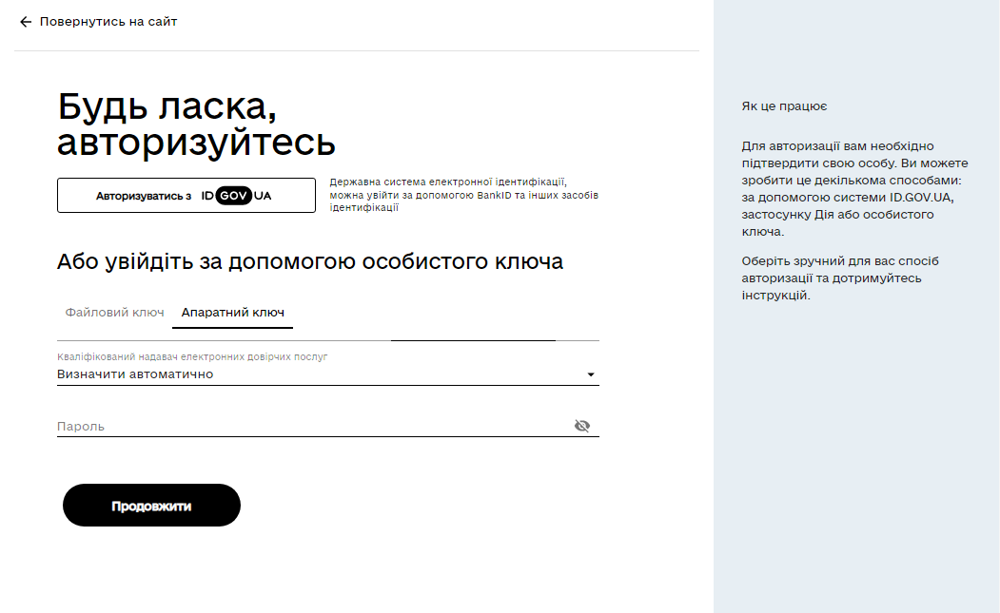 Повернутись на сайт
Будь ласка,
авторизуйтесь
Авторизуватись з ID GOV UA
Державна система електронної ідентифікації,
можна увійти за допомогою BankID та інших засобів
ідентифікації
Або увійдіть за допомогою особистого ключа
Файловий ключ Апаратний ключ
Кваліфікований надавач електронних довірчих послуг
Визначити автоматично
Пароль
Продовжити
Як це працює
Для авторизації вам необхідно
підтвердити свою особу. Ви можете
зробити це декількома способами:
за допомогою системи ID.GOV.UA,
застосунку Дія або особистого
ключа.
Оберіть зручний для вас спосіб
авторизації та дотримуйтесь
інструкцій.